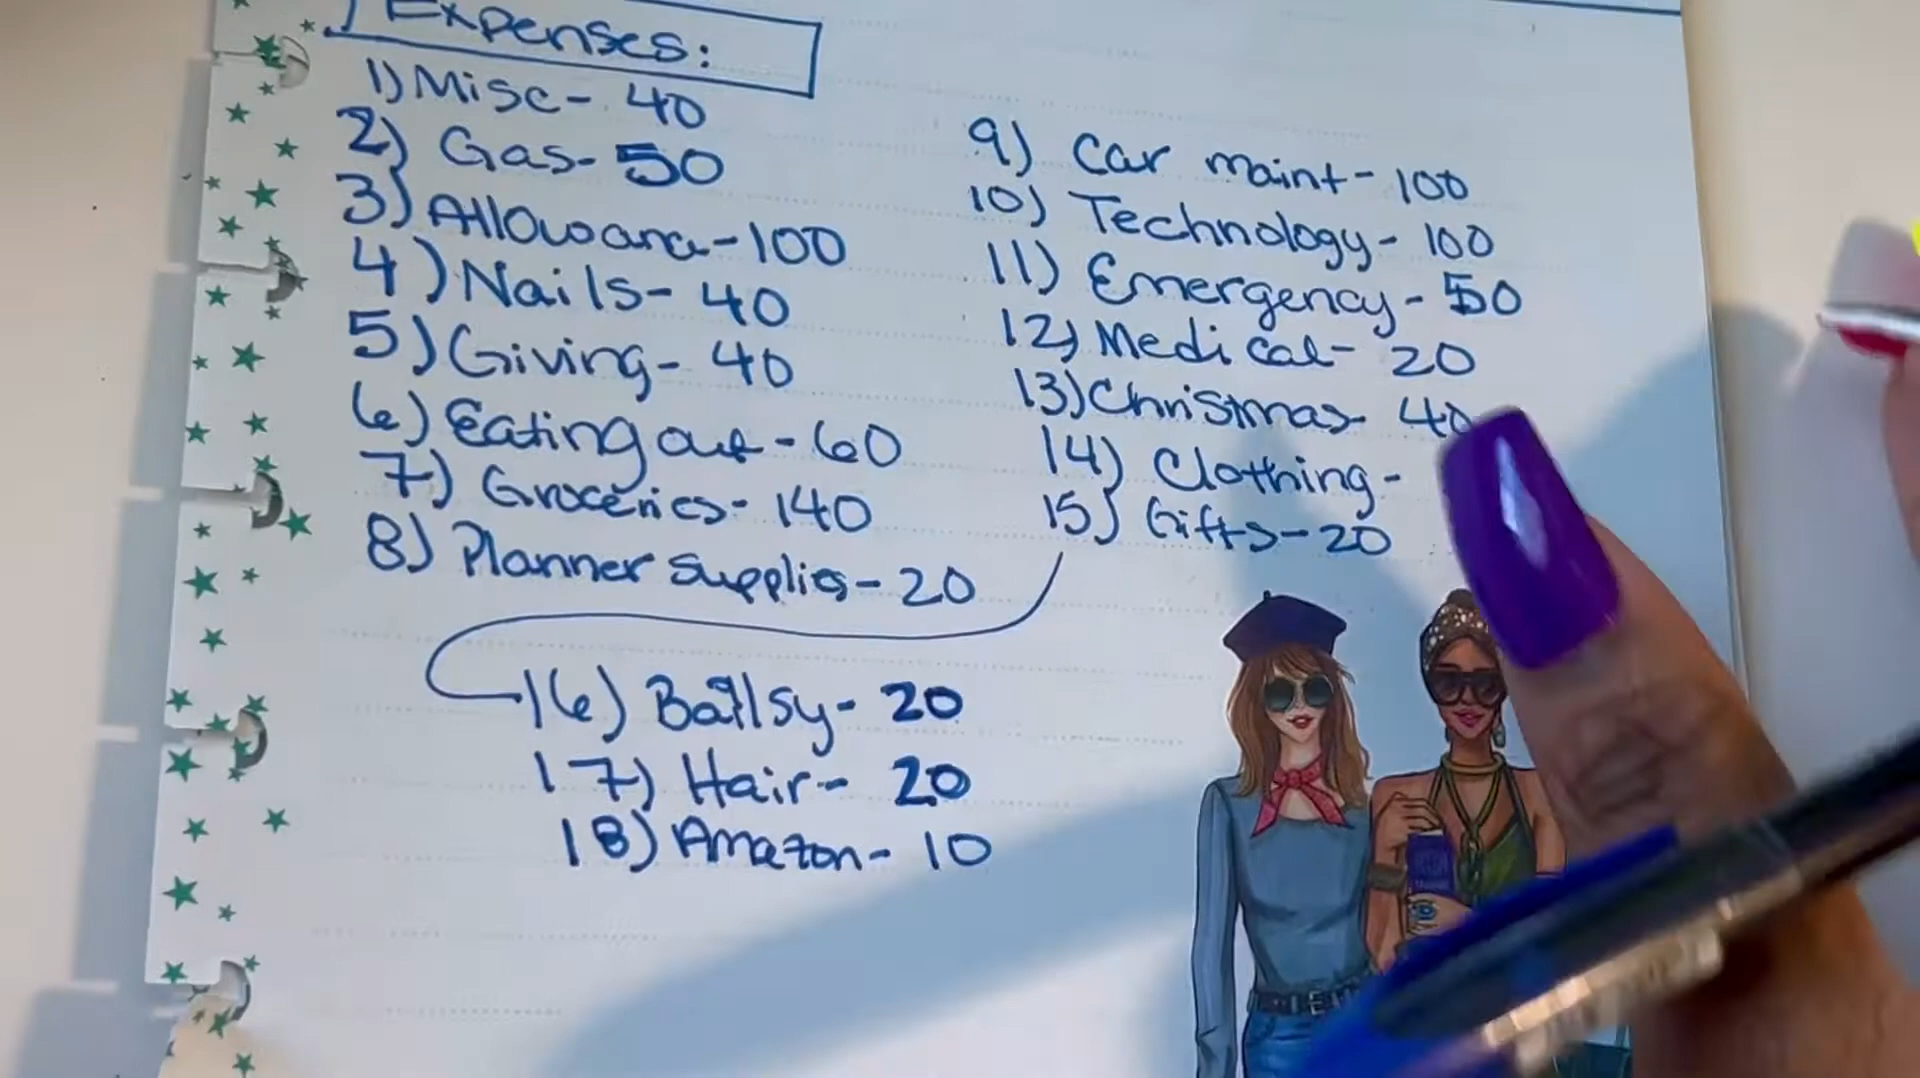 Expenses:
1) Misc - 40
2) Gas - 50
3) Allowance - 100
4) Nails - 40
5) Giving - 40
6) Eating out - 60
7) Groceries - 140
8) Planner Supplies - 20
9) Car maint - 100
10) Technology - 100
11) Emergency - 50
12) Medical - 20
13) Christmas - 40
14) Clothing -
15) Gifts - 20
16) Bailsy - 20
17) Hair - 20
18) Amazon - 10